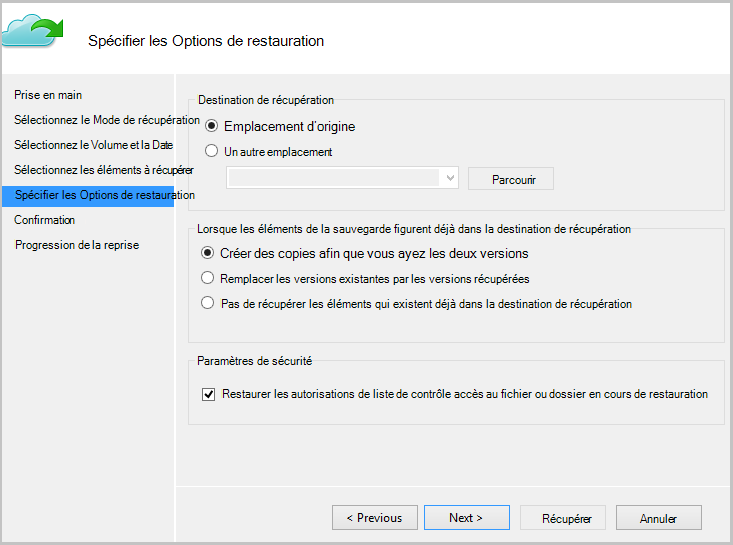 Spécifier les Options de restauration
Prise en main
Sélectionnez le Mode de récupération
Sélectionnez le Volume et la Date
Sélectionnez les éléments à récupérer
Spécifier les Options de restauration
Confirmation
Progression de la reprise
Destination de récupération
Emplacement d'origine
Un autre emplacement
Parcourir
Lorsque les éléments de la sauvegarde figurent déjà dans la destination de récupération
Créer des copies afin que vous ayez les deux versions
Remplacer les versions existantes par les versions récupérées
Pas de récupérer les éléments qui existent déjà dans la destination de récupération
Paramètres de sécurité
Restaurer les autorisations de liste de contrôle accès au fichier ou dossier en cours de restauration
< Previous
Next >
Récupérer
Annuler